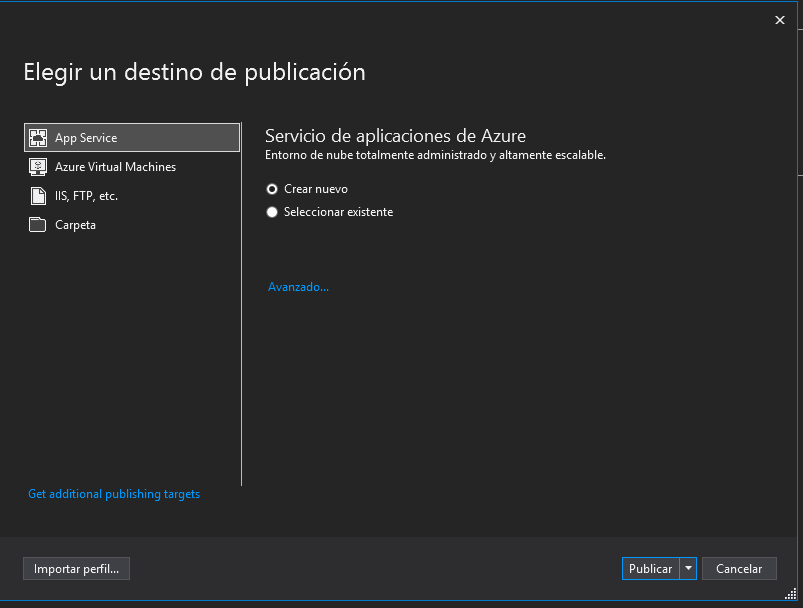 Elegir un destino de publicación
App Service
Azure Virtual Machines
IIS, FTP, etc.
Carpeta
Get additional publishing targets
Servicio de aplicaciones de Azure
Entorno de nube totalmente administrado y altamente escalable.
Crear nuevo
Seleccionar existente
Avanzado...
Importar perfil...
Publicar
Cancelar